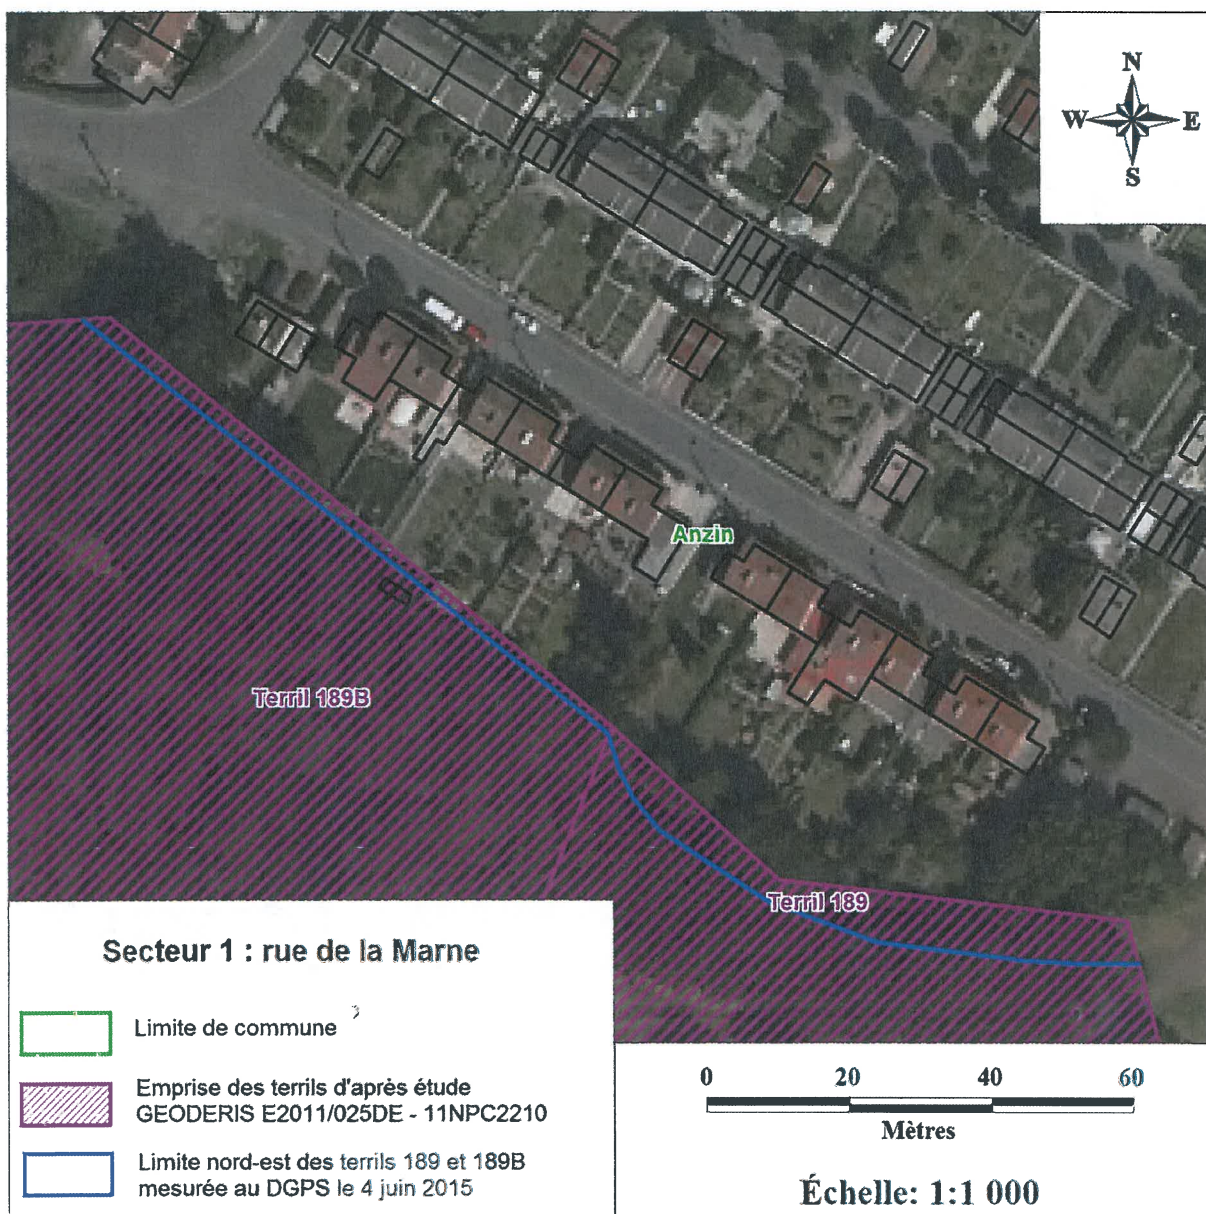 N
W E
S
Anzin
Terril 189B
Terril 189
Secteur 1 : rue de la Marne
Limite de commune
Emprise des terrils d'après étude
GEODERIS E2011/025DE - 11NPC2210
Limite nord-est des terrils 189 et 189B
mesurée au DGPS le 4 juin 2015
0 20 40 60
Mètres
Échelle: 1:1 000